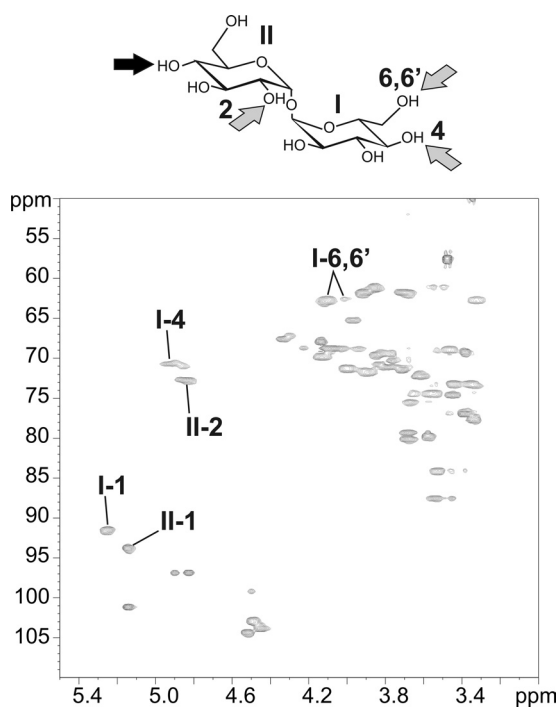 OH
II
HO
O
6,6'
HO
OH
2
O
I
O
OH
4
OH
HO
OH
ppm
55
60
I-6,6'
65
I-4
70
75
II-2
80
85
I-1
90
II-1
95
100
105
5.4 5.0 4.6 4.2 3.8 3.4 ppm